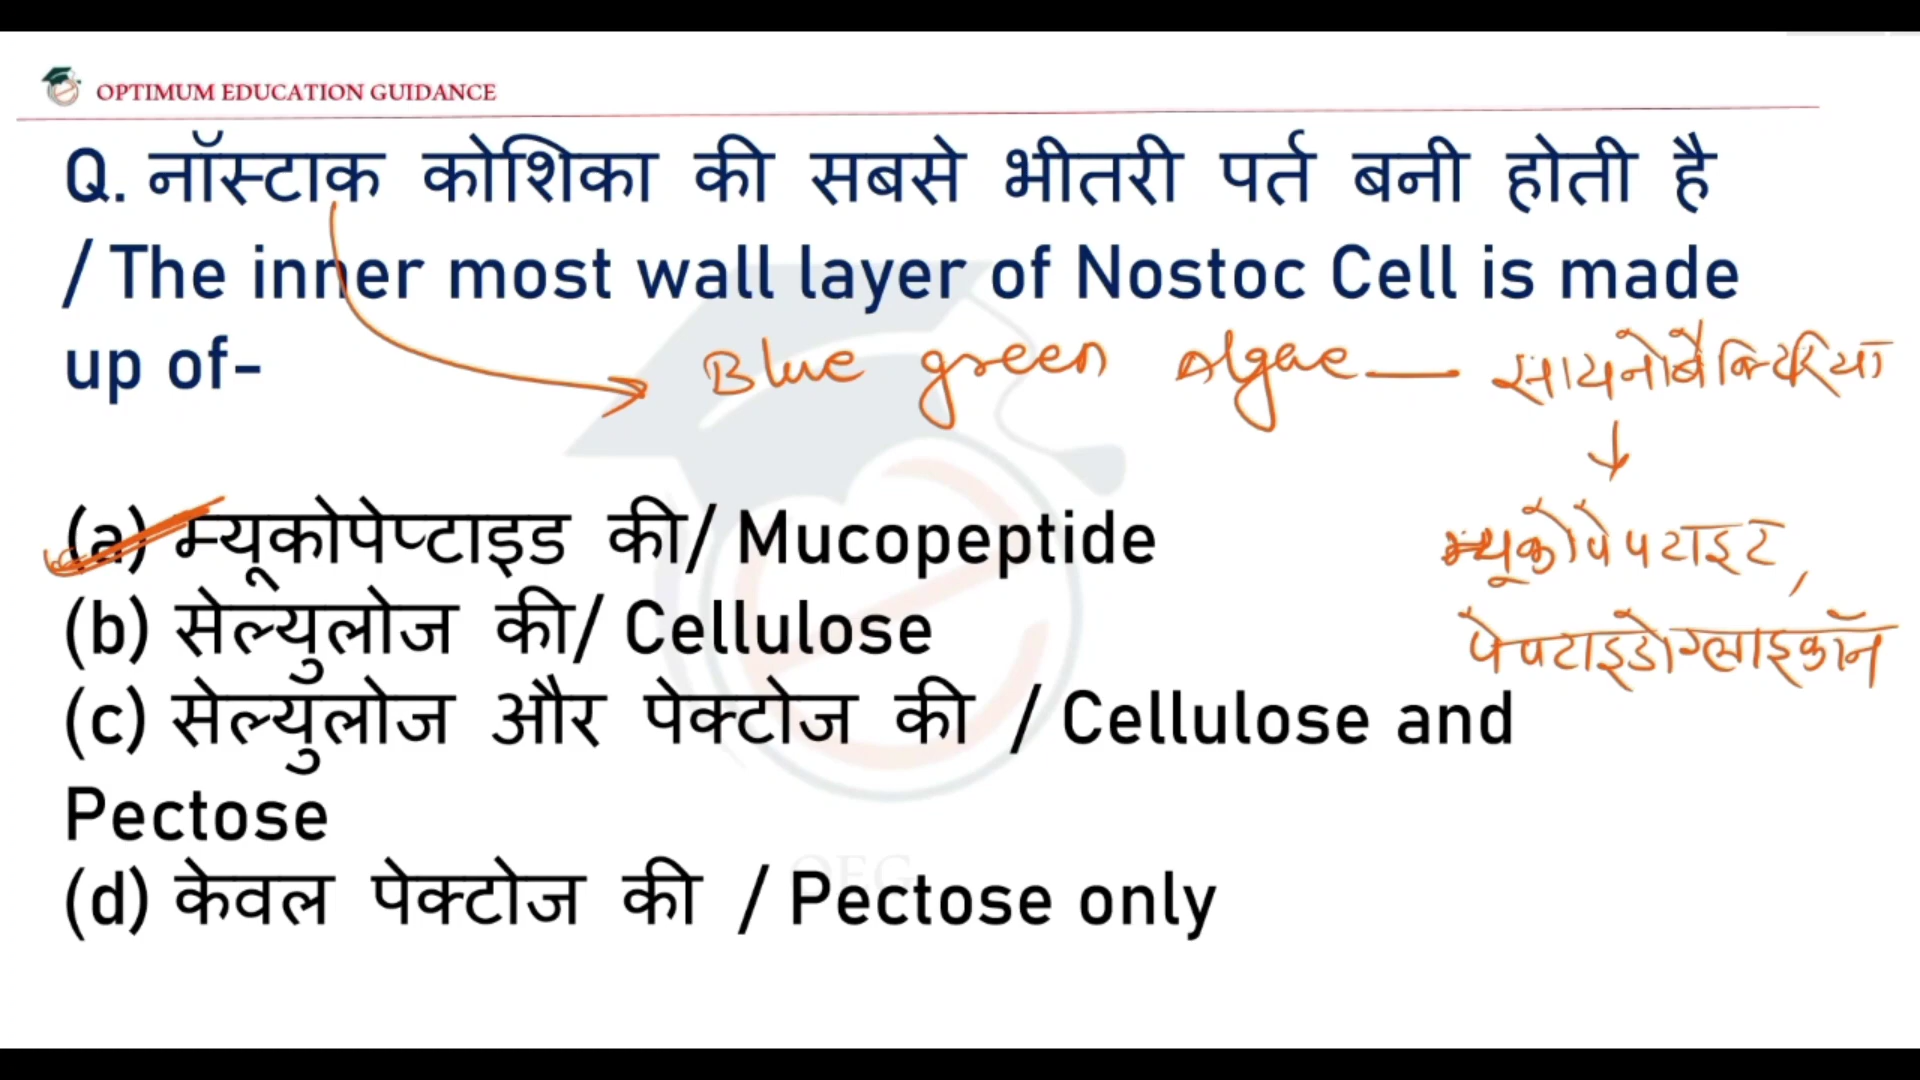 OPTIMUM EDUCATION GUIDANCE
Q. नॉस्टाक कोशिका की सबसे भीतरी पर्त बनी होती है
/ The inner most wall layer of Nostoc Cell is made
up of-
Blue green Algae — सायनोबैक्टिरिया
↓
(a) म्यूकोपेप्टाइड की/ Mucopeptide
म्यूकोपेपटाइट,
(b) सेल्युलोज की/ Cellulose
पेपटाइडोग्लाइकॉन
(c) सेल्युलोज और पेक्टोज की / Cellulose and
Pectose
OEG
(d) केवल पेक्टोज की / Pectose only